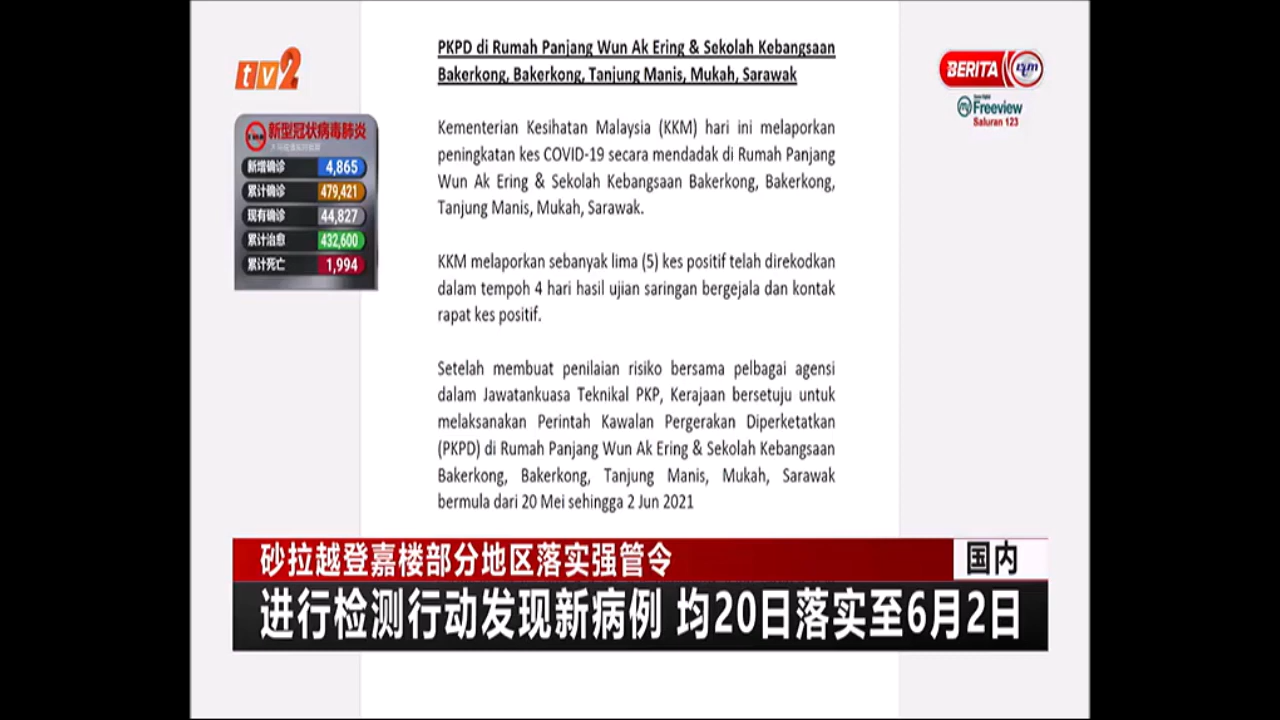 PKPD di Rumah Panjang Wun Ak Ering & Sekolah Kebangsaan
Bakerkong, Bakerkong, Tanjung Manis, Mukah, Sarawak
Kementerian Kesihatan Malaysia (KKM) hari ini melaporkan
peningkatan kes COVID-19 secara mendadak di Rumah Panjang
Wun Ak Ering & Sekolah Kebangsaan Bakerkong, Bakerkong,
Tanjung Manis, Mukah, Sarawak.
KKM melaporkan sebanyak lima (5) kes positif telah direkodkan
dalam tempoh 4 hari hasil ujian saringan bergejala dan kontak
rapat kes positif.
Setelah membuat penilaian risiko bersama pelbagai agensi
dalam Jawatankuasa Teknikal PKP, Kerajaan bersetuju untuk
melaksanakan Perintah Kawalan Pergerakan Diperketatkan
(PKPD) di Rumah Panjang Wun Ak Ering & Sekolah Kebangsaan
Bakerkong, Bakerkong, Tanjung Manis, Mukah, Sarawak
bermula dari 20 Mei sehingga 2 Jun 2021
tv2
新型冠状病毒肺炎
新增确诊 4,865
累计确诊 479,421
现有确诊 44,827
累计治愈 432,600
累计死亡 1,994
BERITA rtm
Freeview
Saluran 123
砂拉越登嘉楼部分地区落实强管令 国内
进行检测行动发现新病例 均20日落实至6月2日